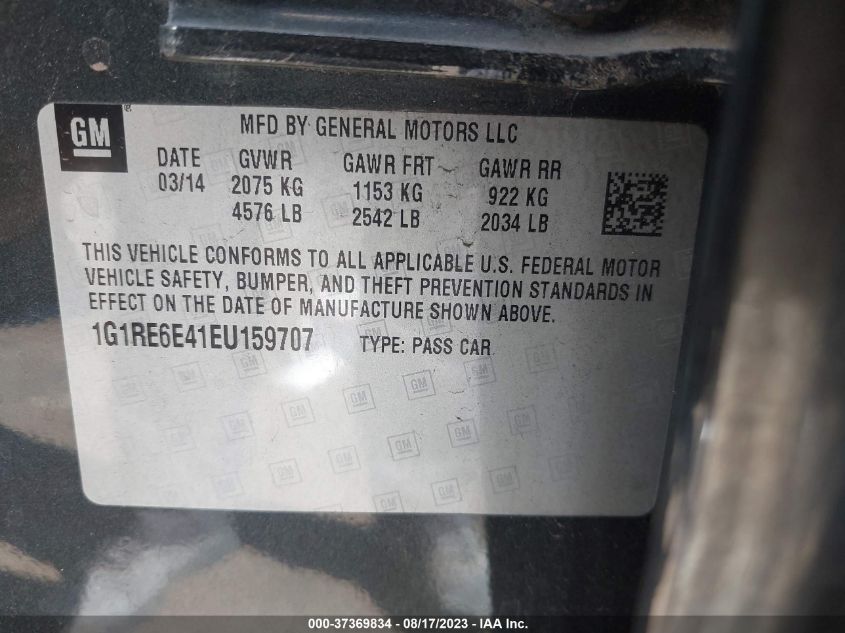 GM
MFD BY GENERAL MOTORS LLC
DATE GVWR GAWR FRT GAWR RR
03/14 2075 KG 1153 KG 922 KG
4576 LB 2542 LB 2034 LB
THIS VEHICLE CONFORMS TO ALL APPLICABLE U.S. FEDERAL MOTOR
VEHICLE SAFETY, BUMPER, AND THEFT PREVENTION STANDARDS IN
EFFECT ON THE DATE OF MANUFACTURE SHOWN ABOVE.
1G1RE6E41EU159707 TYPE: PASS CAR
000-37369834 - 08/17/2023 - IAA Inc.